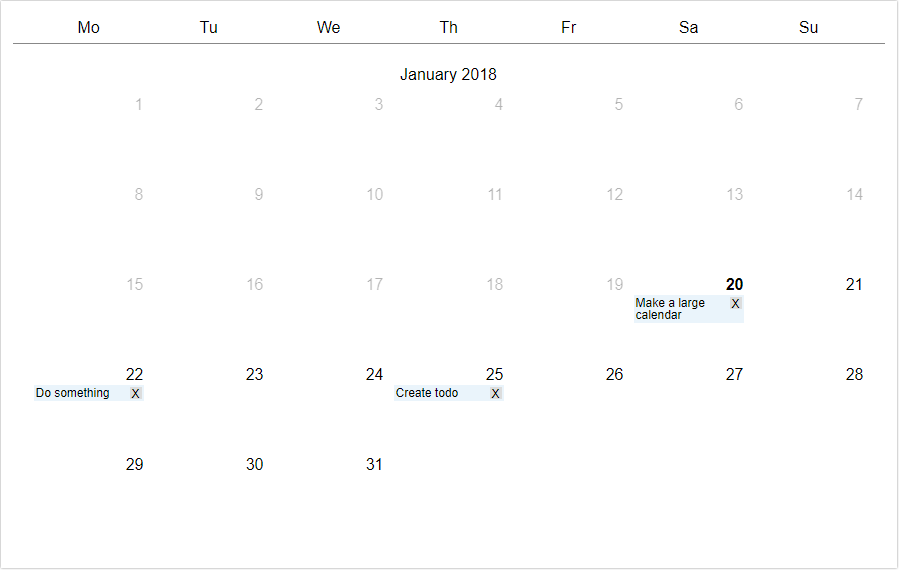 Mo Tu We Th Fr Sa Su
January 2018
1 2 3 4 5 6 7
8 9 10 11 12 13 14
15 16 17 18 19 20 21
Make a large X
calendar
22 23 24 25 26 27 28
Do something X Create todo X
29 30 31